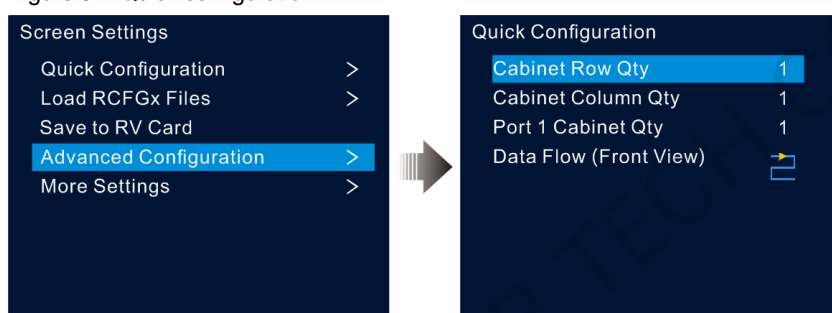 Screen Settings
Quick Configuration >
Load RCFGx Files >
Save to RV Card
Advanced Configuration >
More Settings >
Quick Configuration
Cabinet Row Qty 1
Cabinet Column Qty 1
Port 1 Cabinet Qty 1
Data Flow (Front View)